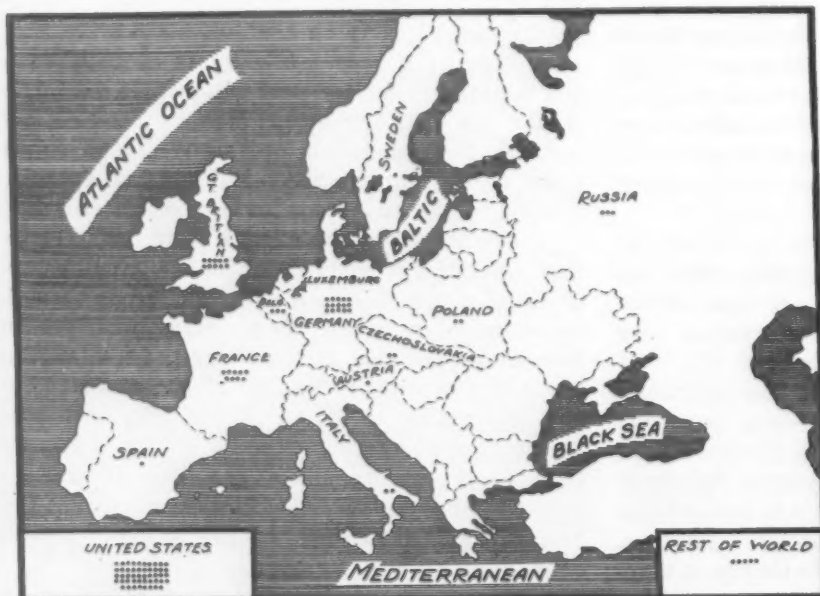 ATLANTIC OCEAN
SWEDEN
GT. BRITAIN
RUSSIA
BALTIC
LUXEMBURG
BELG.
GERMANY
POLAND
CZECHOSLOVAKIA
FRANCE
AUSTRIA
ITALY
SPAIN
BLACK SEA
UNITED STATES
MEDITERRANEAN
REST OF WORLD